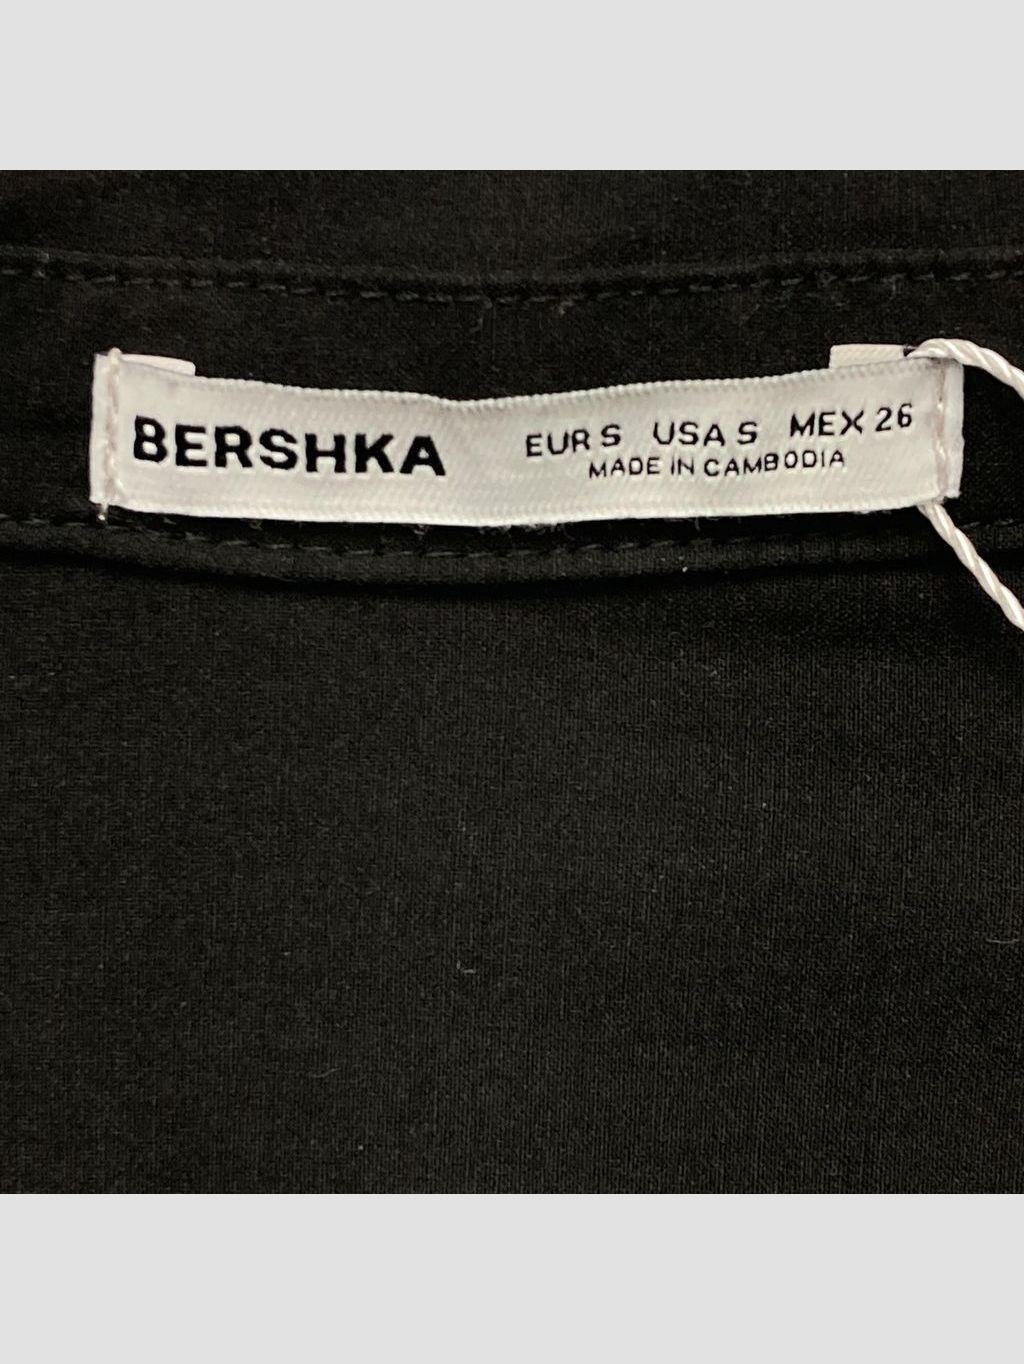 BERSHKA
EUR S USA S MEX 26
MADE IN CAMBODIA